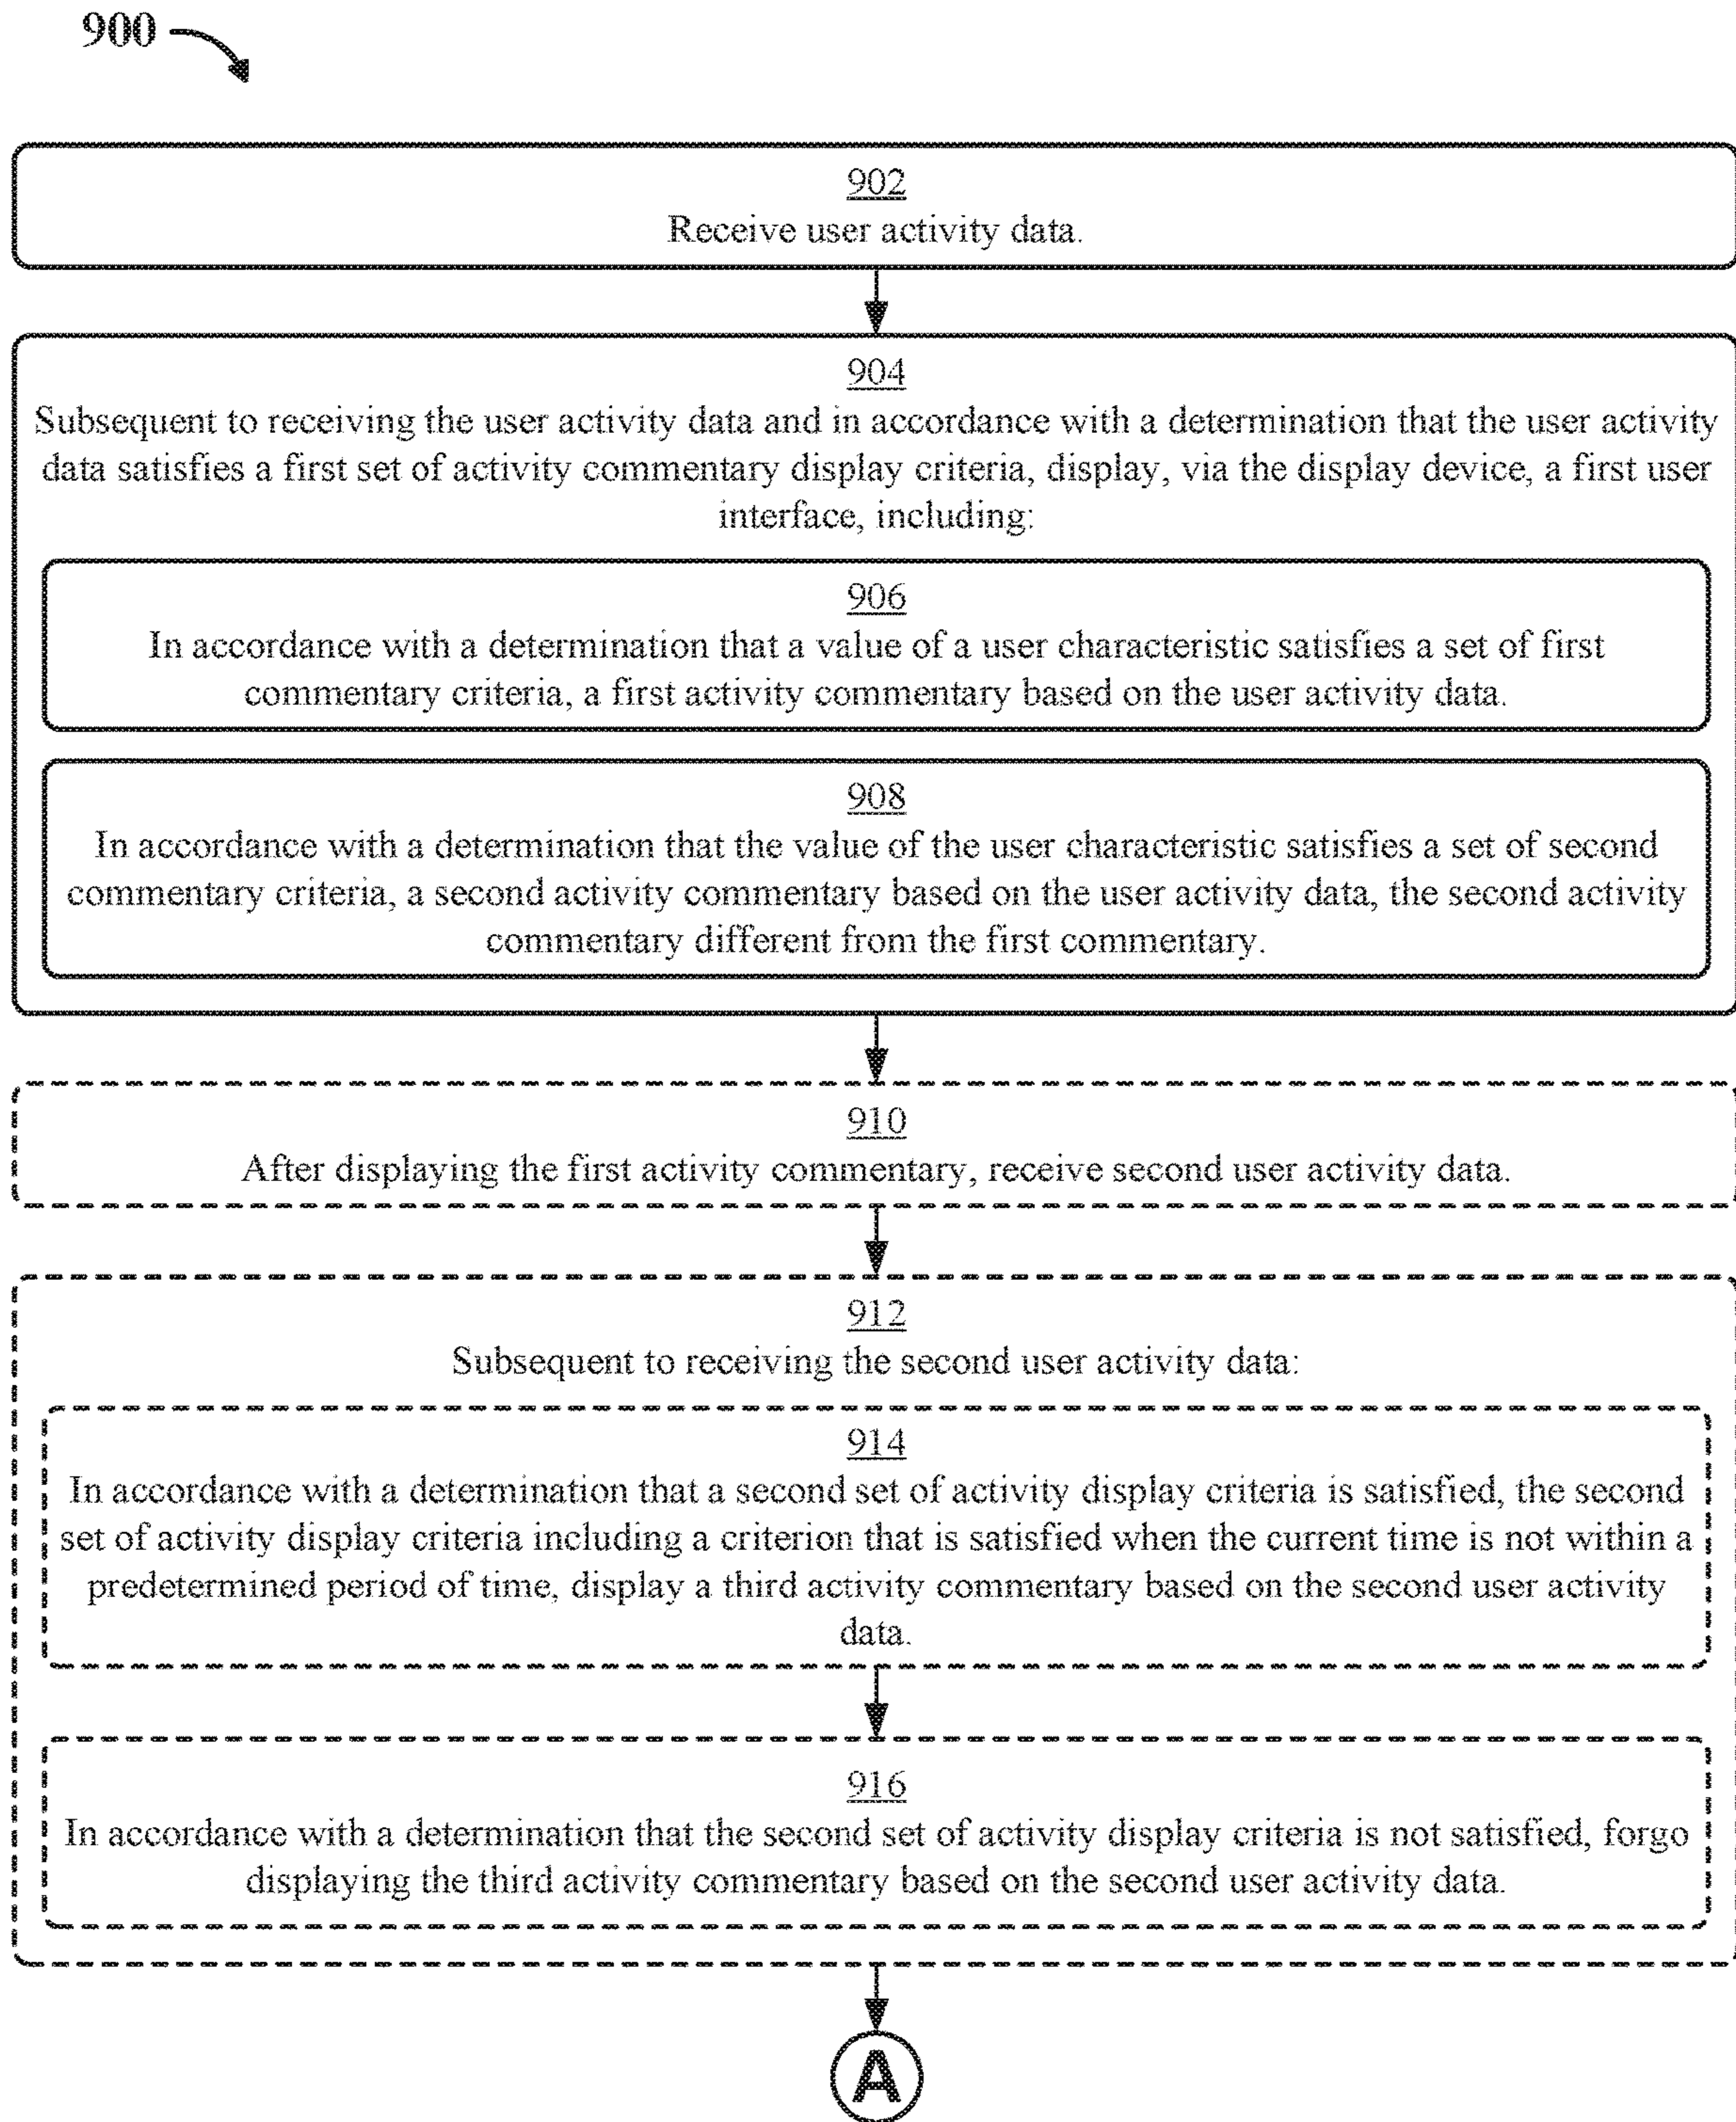 900
902
Receive user activity data.
904
Subsequent to receiving the user activity data and in accordance with a determination that the user activity
data satisfies a first set of activity commentary display criteria, display, via the display device, a first user
interface, including:
906
In accordance with a determination that a value of a user characteristic satisfies a set of first
commentary criteria, a first activity commentary based on the user activity data.
908
In accordance with a determination that the value of the user characteristic satisfies a set of second
commentary criteria, a second activity commentary based on the user activity data, the second activity
commentary different from the first commentary.
910
After displaying the first activity commentary, receive second user activity data.
912
Subsequent to receiving the second user activity data:
914
In accordance with a determination that a second set of activity display criteria is satisfied, the second
set of activity display criteria including a criterion that is satisfied when the current time is not within a
predetermined period of time, display a third activity commentary based on the second user activity
data.
916
In accordance with a determination that the second set of activity display criteria is not satisfied, forgo
displaying the third activity commentary based on the second user activity data.
A